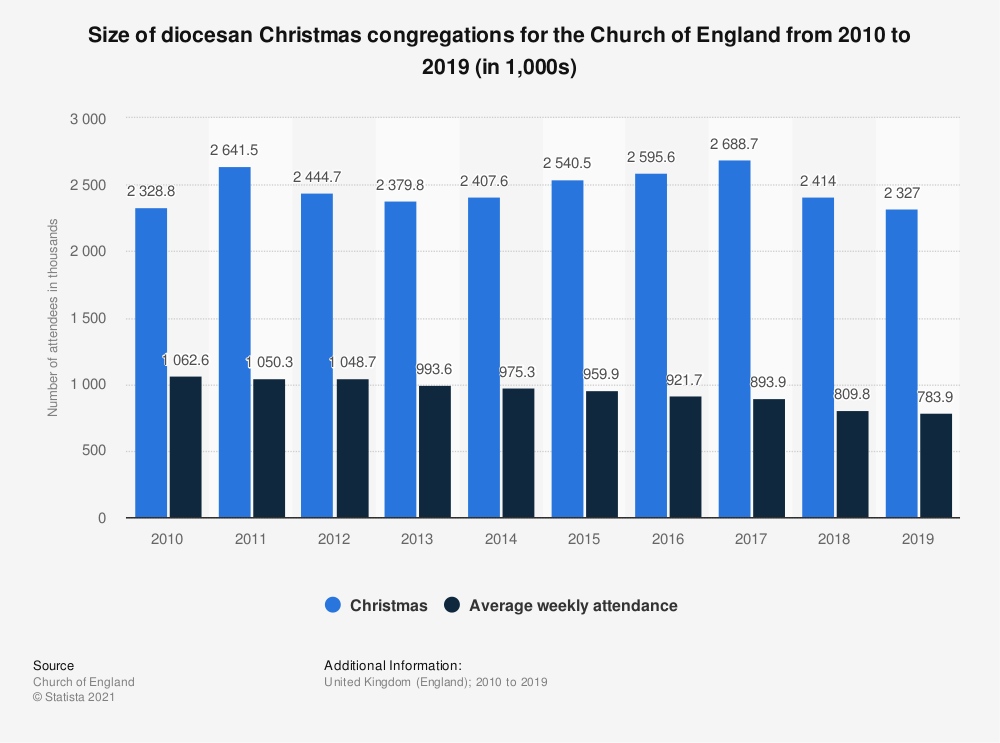 Size of diocesan Christmas congregations for the Church of England from 2010 to
2019 (in 1,000s)
Number of attendees in thousands
3 000
2 500
2 000
1 500
1 000
500
0
2 328.8
2 641.5
2 444.7
2 379.8
2 407.6
2 540.5
2 595.6
2 688.7
2 414
2 327
1 062.6
1 050.3
1 048.7
993.6
975.3
959.9
921.7
893.9
809.8
783.9
2010 2011 2012 2013 2014 2015 2016 2017 2018 2019
Christmas Average weekly attendance
Source
Church of England
© Statista 2021
Additional Information:
United Kingdom (England); 2010 to 2019